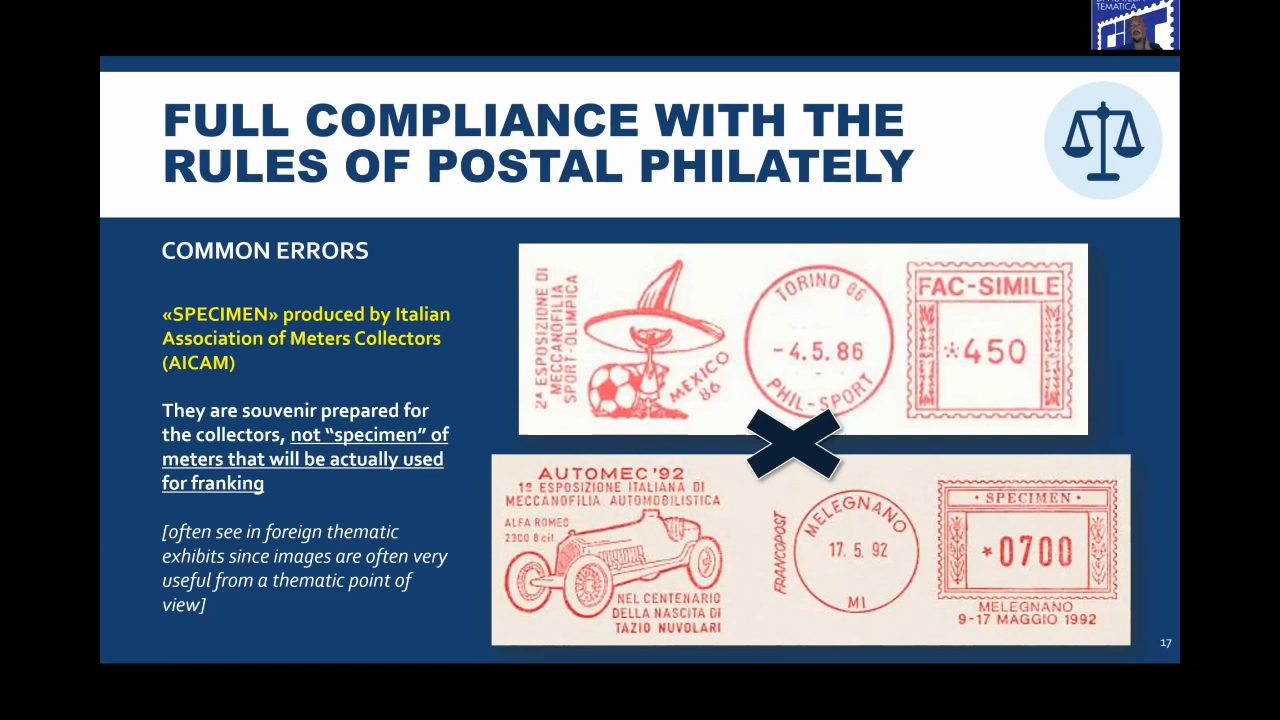 TEMATICA
FULL COMPLIANCE WITH THE
RULES OF POSTAL PHILATELY
COMMON ERRORS
«SPECIMEN» produced by Italian
Association of Meters Collectors
(AICAM)
They are souvenir prepared for
the collectors, not “specimen” of
meters that will be actually used
for franking
[often see in foreign thematic
exhibits since images are often very
useful from a thematic point of
view]
2ª ESPOSIZIONE DI
MECCANOFILIA
SPORT-OLIMPICA
MEXICO
86
TORINO 86
-4.5.86
PHIL-SPORT
FAC-SIMILE
*450
AUTOMEC '92
1ª ESPOSIZIONE ITALIANA DI
MECCANOFILIA AUTOMOBILISTICA
ALFA ROMEO
2300 8 cil.
NEL CENTENARIO
DELLA NASCITA DI
TAZIO NUVOLARI
FRANCOPOST
MELEGNANO
17. 5. 92
MI
• SPECIMEN •
*0700
MELEGNANO
9-17 MAGGIO 1992
17